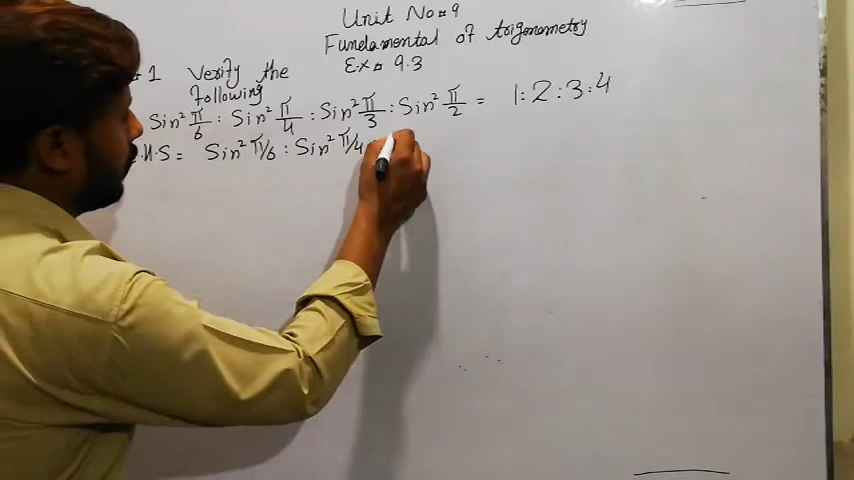 Unit No # 9
Fundamental of trigonometry
Ex # 9.3
# 1 Verify the
following
Sin² π/6 : Sin² π/4 : Sin² π/3 : Sin² π/2 = 1:2:3:4
.H.S = Sin² π/6 : Sin² π/4